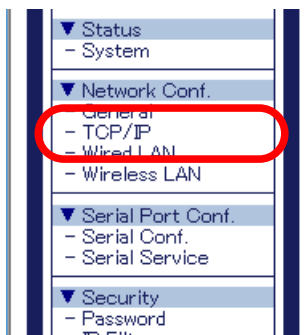 ▼ Status
- System
▼ Network Conf.
- General
- TCP/IP
- Wired LAN
- Wireless LAN
▼ Serial Port Conf.
- Serial Conf.
- Serial Service
▼ Security
- Password